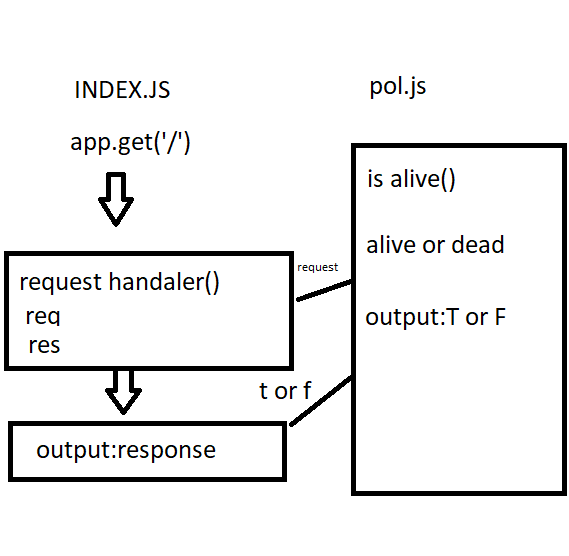 INDEX.JS
app.get('/')
request handaler()
req
res
output:response
request
t or f
pol.js
is alive()
alive or dead
output:T or F